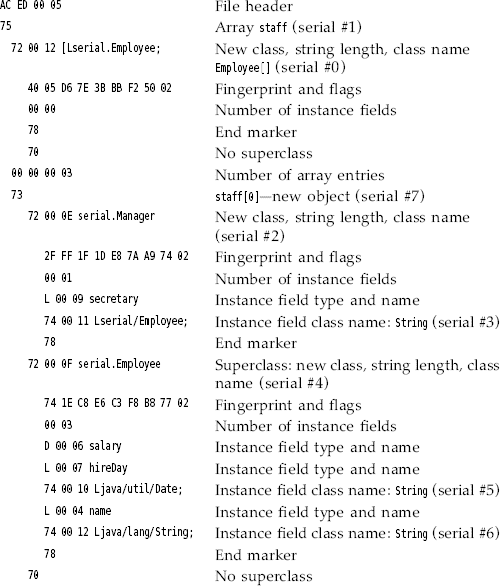 AC ED 00 05 File header
75 Array staff (serial #1)
72 00 12 [Lserial.Employee; New class, string length, class name
Employee[] (serial #0)
40 05 D6 7E 3B BB F2 50 02 Fingerprint and flags
00 00 Number of instance fields
78 End marker
70 No superclass
00 00 00 03 Number of array entries
73 staff[0]—new object (serial #7)
72 00 0E serial.Manager New class, string length, class name
(serial #2)
2F FF 1F 1D E8 7A A9 74 02 Fingerprint and flags
00 01 Number of instance fields
L 00 09 secretary Instance field type and name
74 00 11 Lserial/Employee; Instance field class name: String (serial #3)
78 End marker
72 00 0F serial.Employee Superclass: new class, string length, class
name (serial #4)
74 1E C8 E6 C3 F8 B8 77 02 Fingerprint and flags
00 03 Number of instance fields
D 00 06 salary Instance field type and name
L 00 07 hireDay Instance field type and name
74 00 10 Ljava/util/Date; Instance field class name: String (serial #5)
L 00 04 name Instance field type and name
74 00 12 Ljava/lang/String; Instance field class name: String (serial #6)
78 End marker
70 No superclass